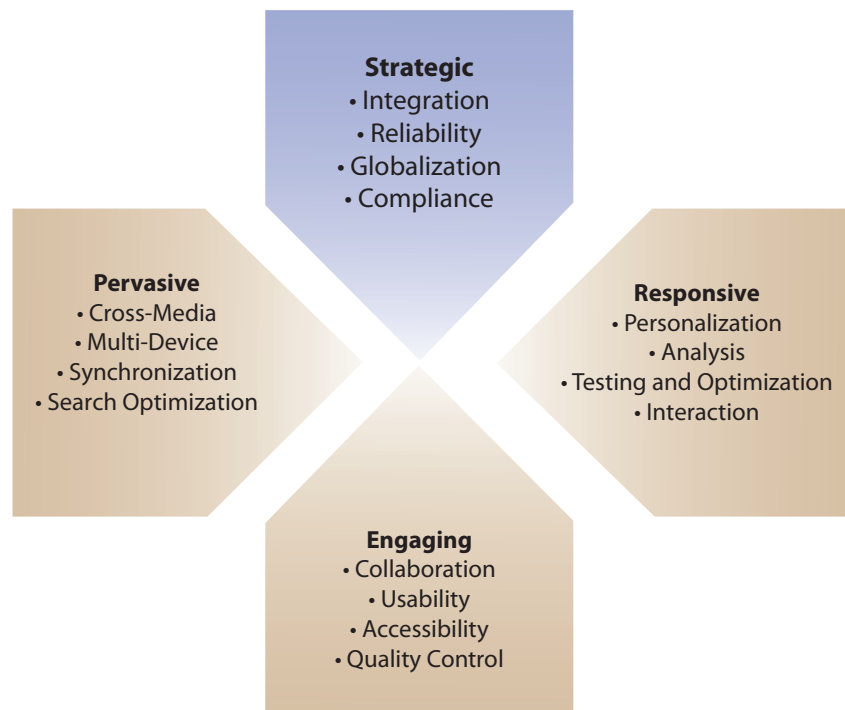 Strategic
• Integration
• Reliability
• Globalization
• Compliance
Pervasive
• Cross-Media
• Multi-Device
• Synchronization
• Search Optimization
Responsive
• Personalization
• Analysis
• Testing and Optimization
• Interaction
Engaging
• Collaboration
• Usability
• Accessibility
• Quality Control